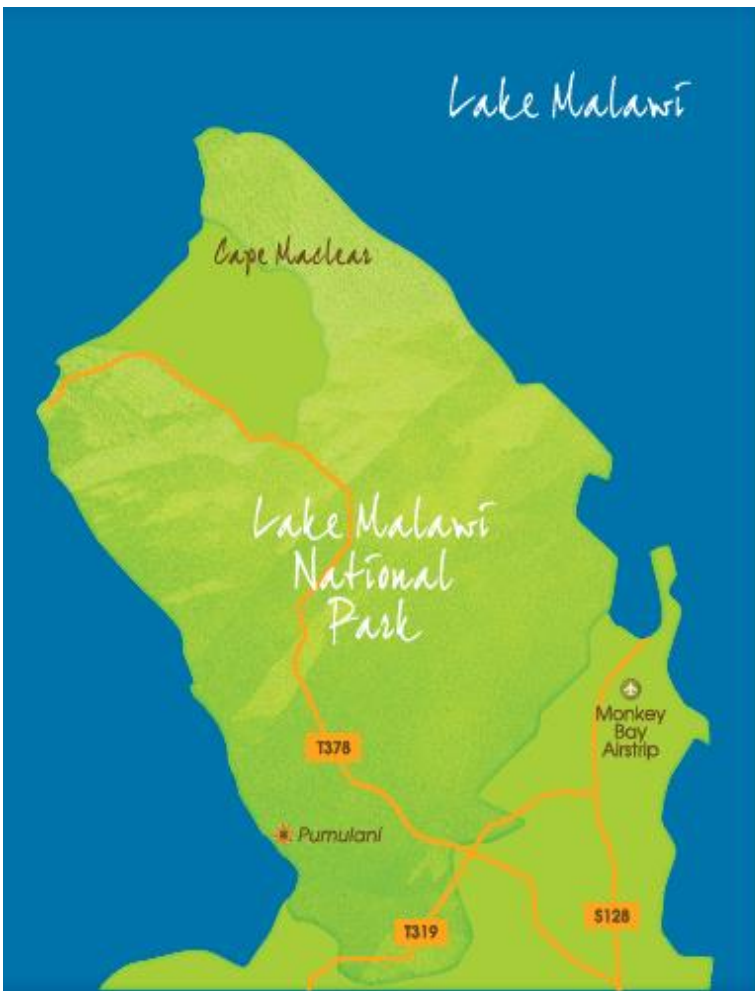 Lake Malawi
Cape Maclear
Lake Malawi
National
Park
Monkey
Bay
Airstrip
T378
Pumulani
S128
T319